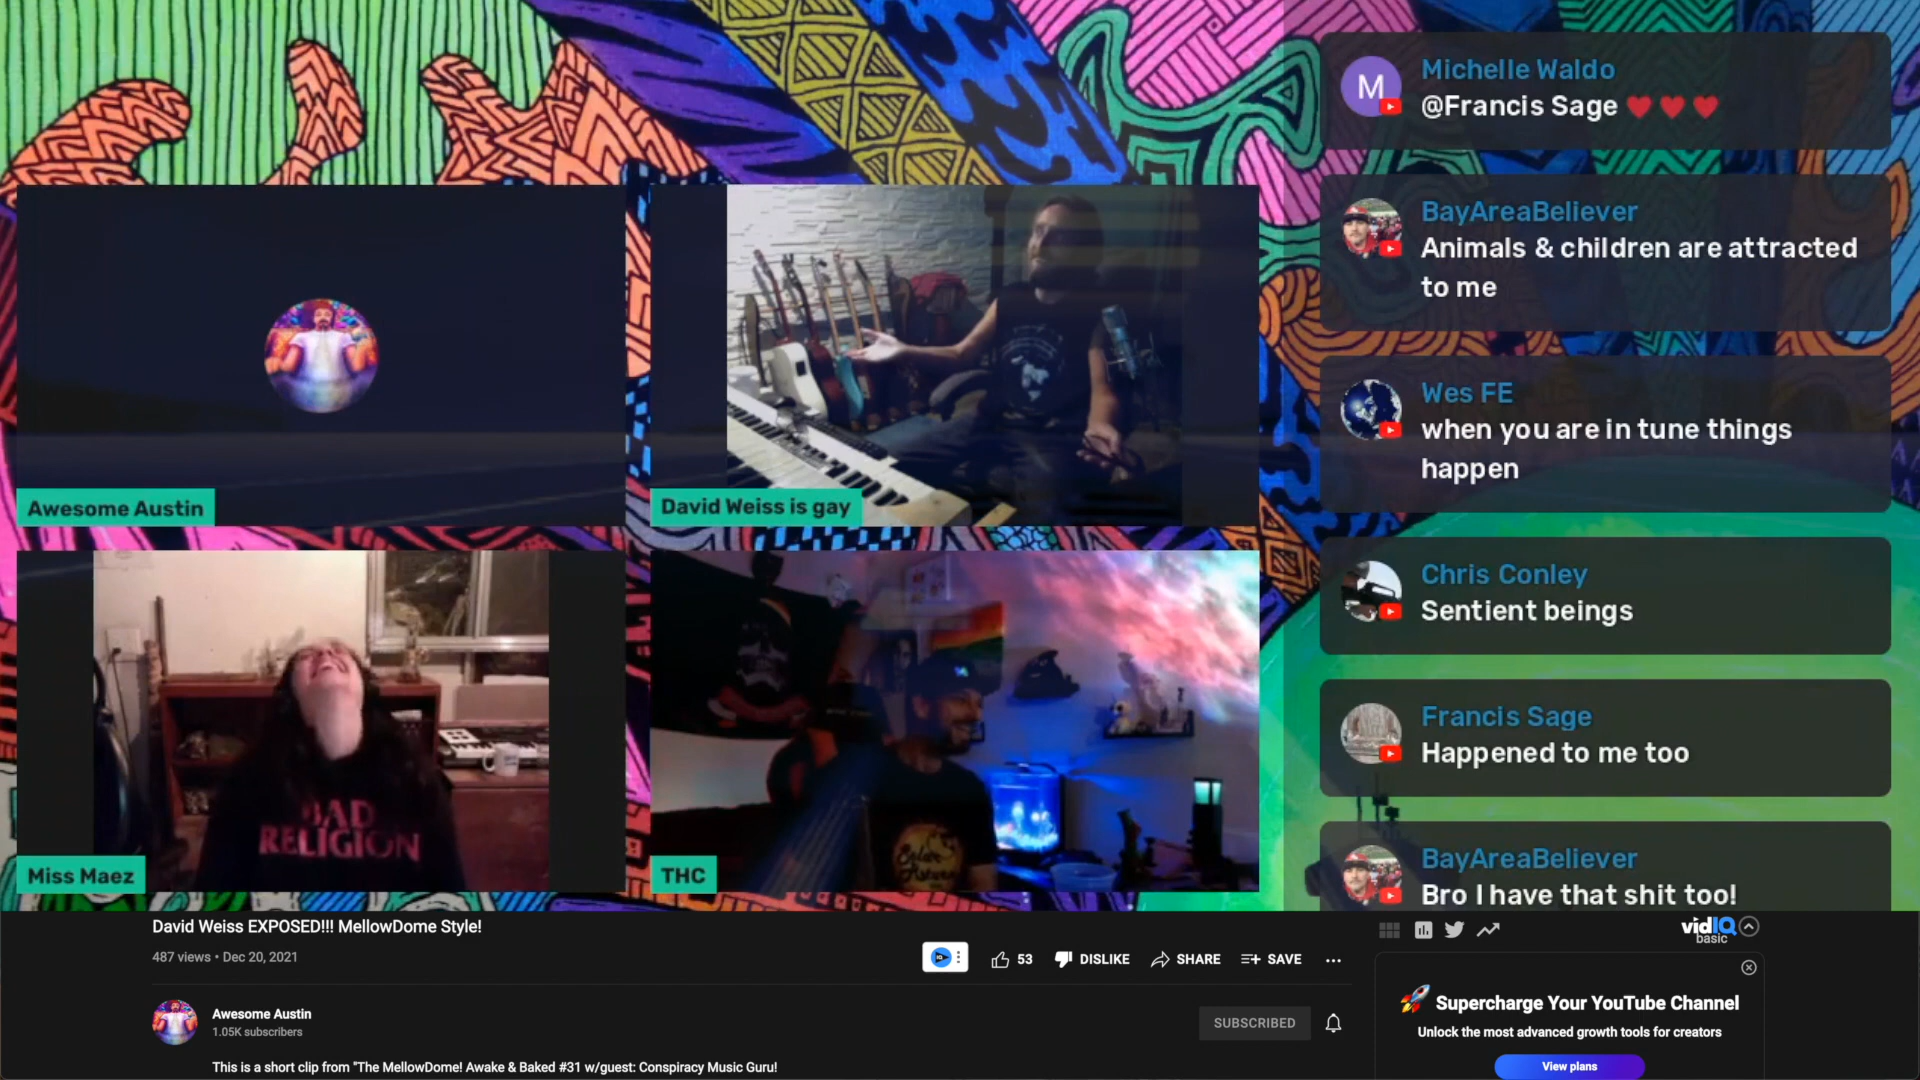 Michelle Waldo
@Francis Sage ❤❤❤
BayAreaBeliever
Animals & children are attracted
to me
Wes FE
when you are in tune things
happen
Chris Conley
Sentient beings
Francis Sage
Happened to me too
BayAreaBeliever
Bro I have that shit too!
M
Awesome Austin
David Weiss is gay
BAD
RELIGION
Miss Maez
THC
David Weiss EXPOSED!!! MellowDome Style!
487 views • Dec 20, 2021
53
DISLIKE
SHARE
SAVE
Awesome Austin
1.05K subscribers
SUBSCRIBED
This is a short clip from "The MellowDome! Awake & Baked #31 w/guest: Conspiracy Music Guru!
vidIQ
basic
Supercharge Your YouTube Channel
Unlock the most advanced growth tools for creators
View plans